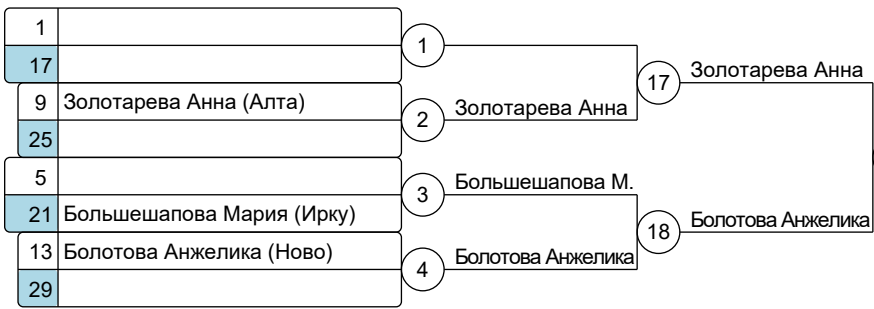 1
17
1
9 Золотарева Анна (Алта)
25
2
Золотарева Анна
17
Золотарева Анна
5
21 Большешапова Мария (Ирку)
3
Большешапова М.
13 Болотова Анжелика (Ново)
29
4
Болотова Анжелика
18
Болотова Анжелика